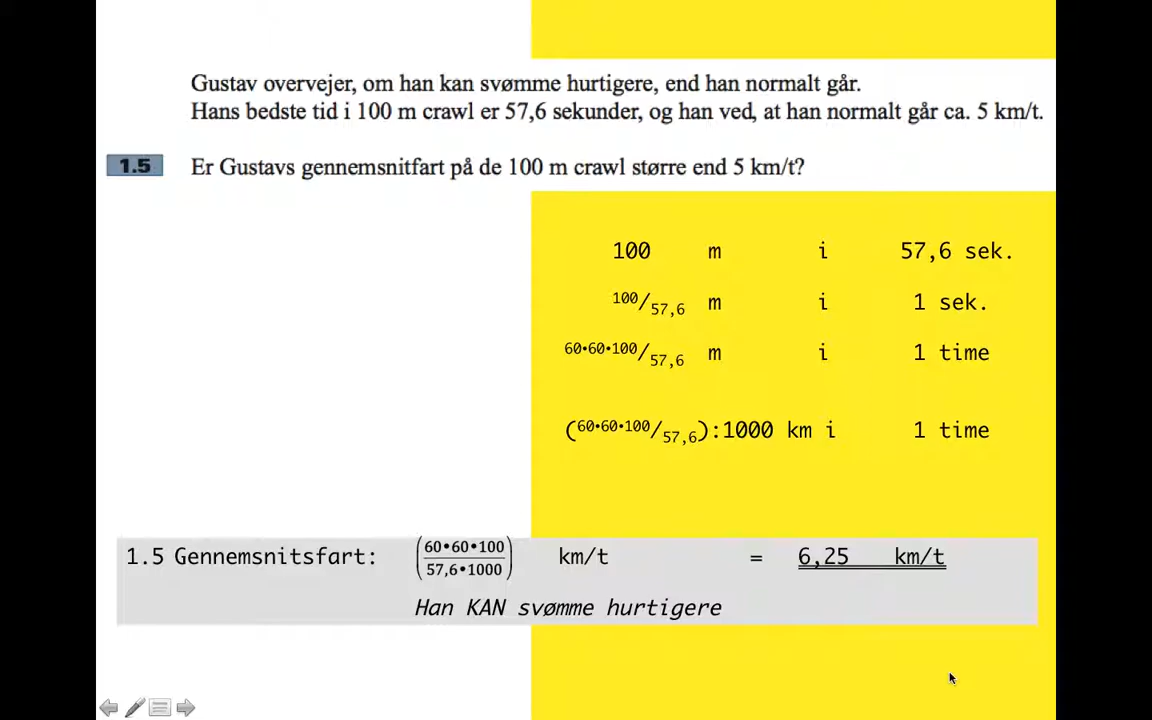 Gustav overvejer, om han kan svømme hurtigere, end han normalt går.
Hans bedste tid i 100 m crawl er 57,6 sekunder, og han ved, at han normalt går ca. 5 km/t.
1.5 Er Gustavs gennemsnitfart på de 100 m crawl større end 5 km/t?
100 m i 57,6 sek.
100/57,6 m i 1 sek.
60•60•100/57,6 m i 1 time
(60•60•100/57,6):1000 km i 1 time
1.5 Gennemsnitsfart: (60•60•100/57,6•1000) km/t = 6,25 km/t
Han KAN svømme hurtigere